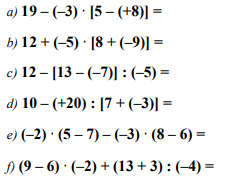 a) 19 – (–3) · [5 – (+8)] =
b) 12 + (–5) · [8 + (–9)] =
c) 12 – [13 – (–7)] : (–5) =
d) 10 – (+20) : [7 + (–3)] =
e) (–2) · (5 – 7) – (–3) · (8 – 6) =
f) (9 – 6) · (–2) + (13 + 3) : (–4) =